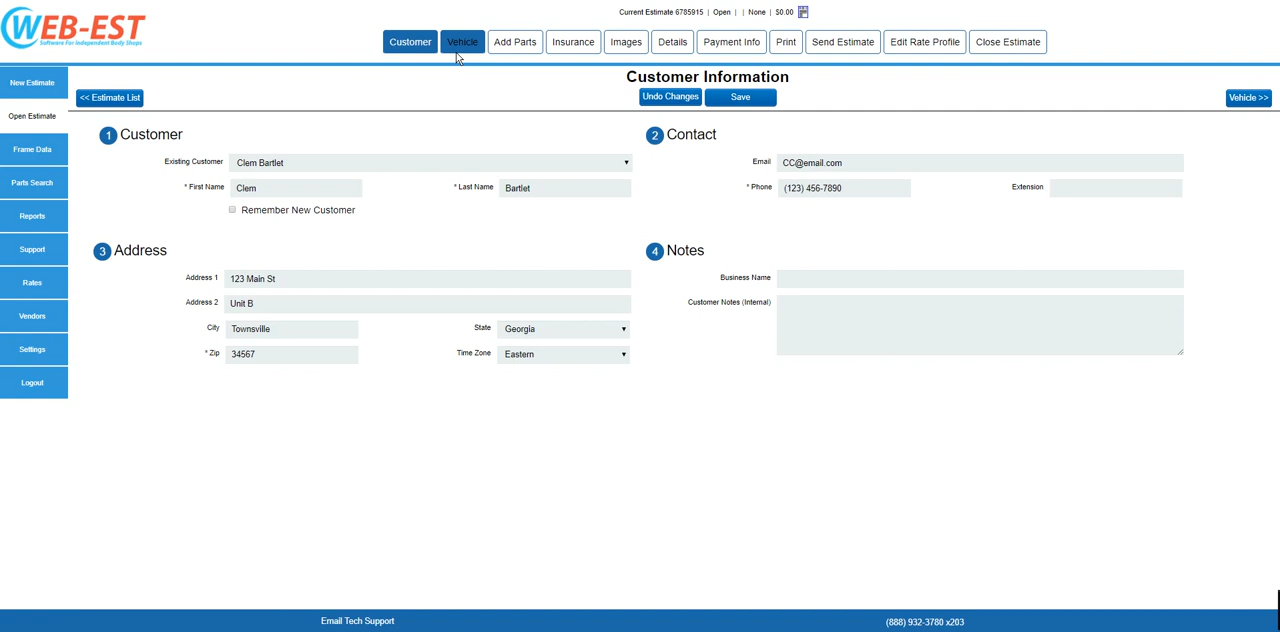 WEB-EST
Software For Independent Body Shops
Current Estimate 6785915 | Open | | None | $0.00
Customer Vehicle Add Parts Insurance Images Details Payment Info Print Send Estimate Edit Rate Profile Close Estimate
New Estimate
Open Estimate
Frame Data
Parts Search
Reports
Support
Rates
Vendors
Settings
Logout
Customer Information
<< Estimate List Undo Changes Save Vehicle >>
1 Customer
Existing Customer Clem Bartlet
* First Name Clem * Last Name Bartlet
Remember New Customer
2 Contact
Email CC@email.com
* Phone (123) 456-7890 Extension
3 Address
Address 1 123 Main St
Address 2 Unit B
City Townsville State Georgia
* Zip 34567 Time Zone Eastern
4 Notes
Business Name
Customer Notes (Internal)
Email Tech Support (888) 932-3780 x203